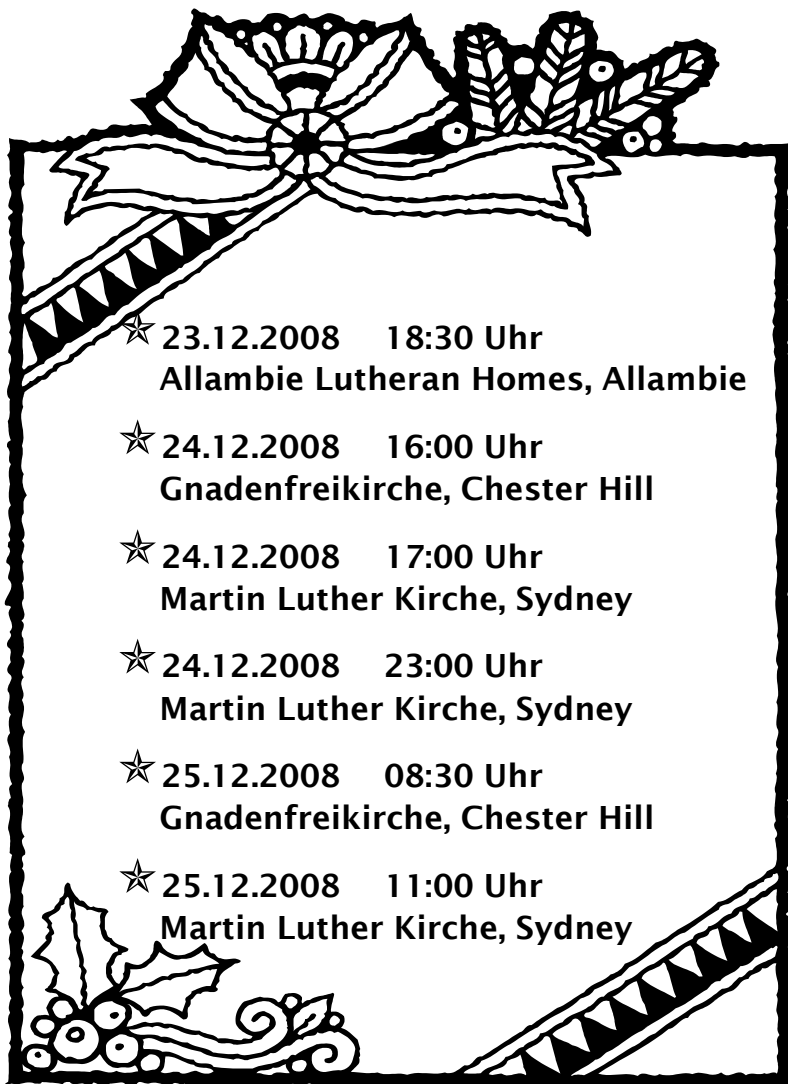 23.12.2008 18:30 Uhr
Allambie Lutheran Homes, Allambie
24.12.2008 16:00 Uhr
Gnadenfreikirche, Chester Hill
24.12.2008 17:00 Uhr
Martin Luther Kirche, Sydney
24.12.2008 23:00 Uhr
Martin Luther Kirche, Sydney
25.12.2008 08:30 Uhr
Gnadenfreikirche, Chester Hill
25.12.2008 11:00 Uhr
Martin Luther Kirche, Sydney